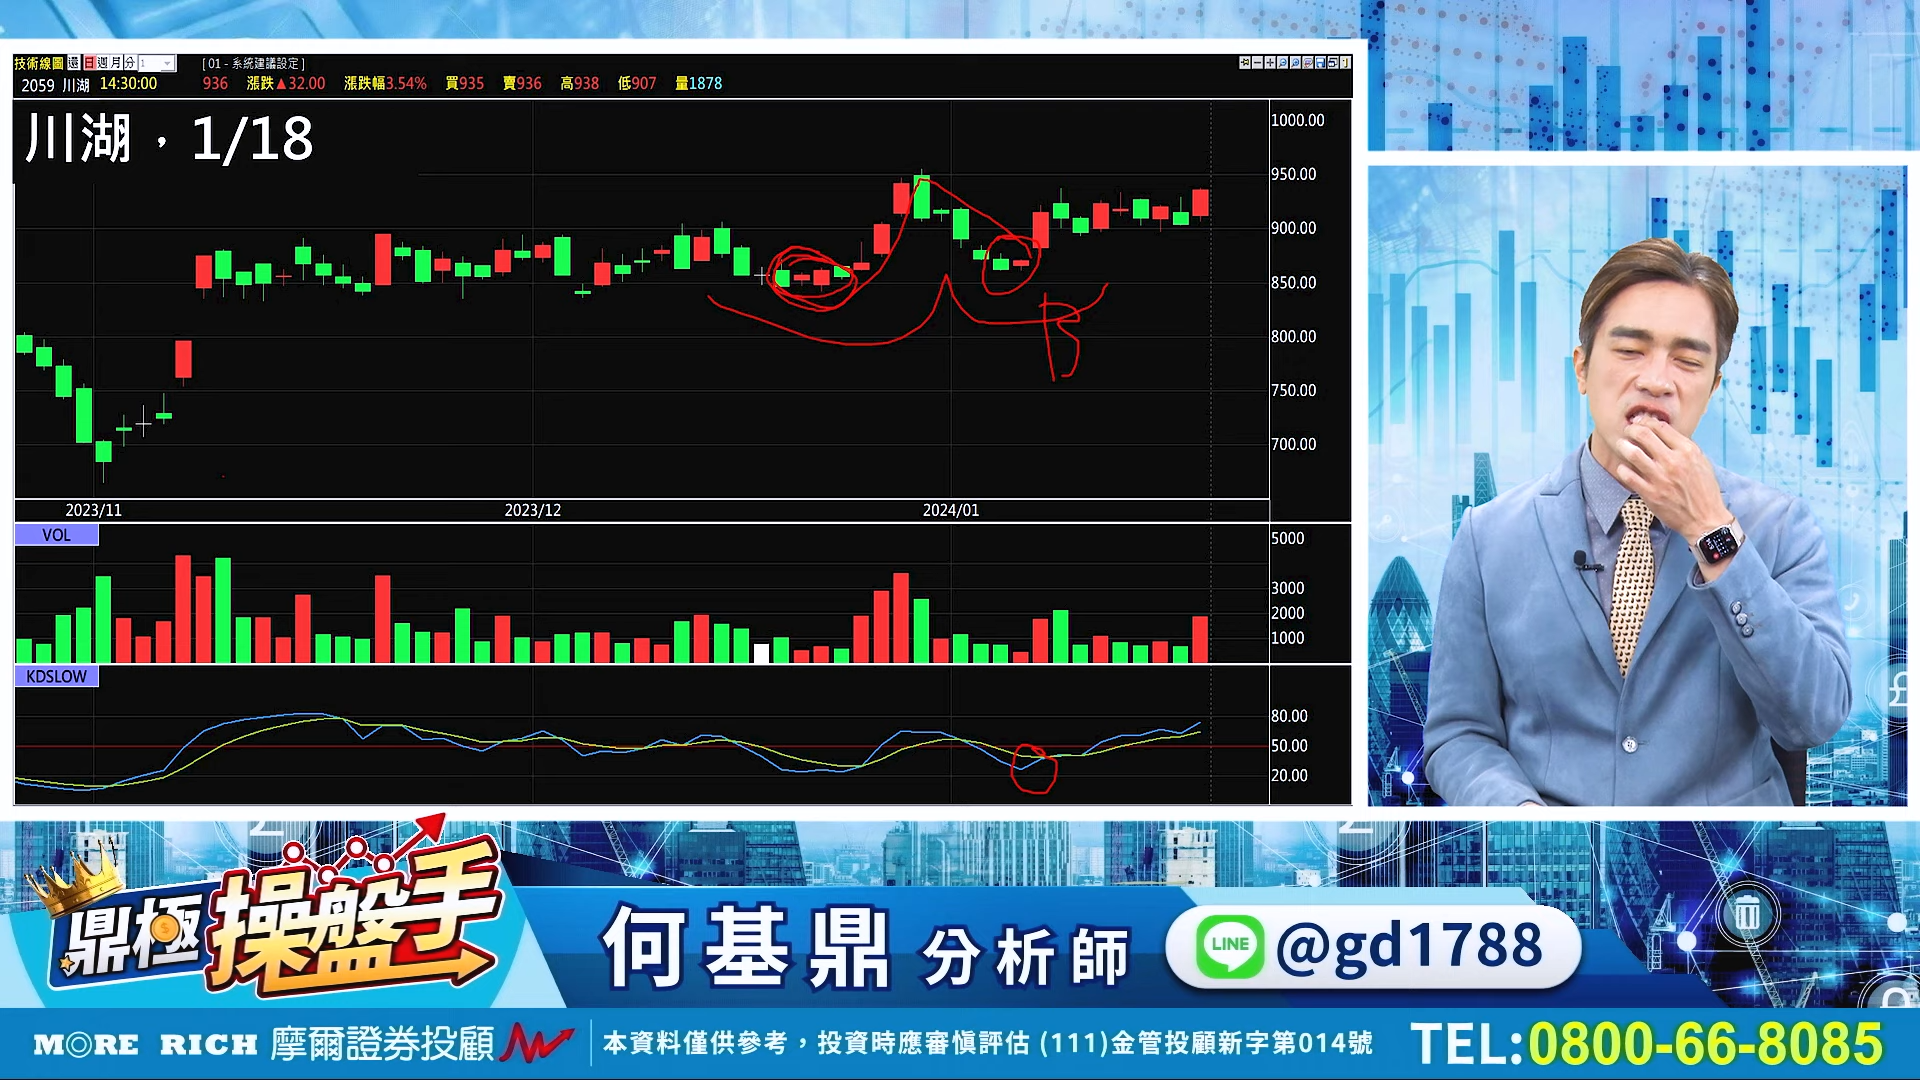 技術線圖 還 日 週 月 分 1 [ 01 - 系統建議設定 ]
2059 川湖 14:30:00 936 漲跌▲32.00 漲跌幅3.54% 買935 賣936 高938 低907 量1878
川湖，1/18
1000.00
950.00
900.00
850.00
800.00
750.00
700.00
2023/11 2023/12 2024/01
VOL
5000
3000
2000
1000
KDSLOW
80.00
50.00
20.00
鼎極操盤手
何基鼎 分析師
LINE @gd1788
MORE RICH 摩爾證券投顧
本資料僅供參考，投資時應審慎評估 (111)金管投顧新字第014號
TEL:0800-66-8085